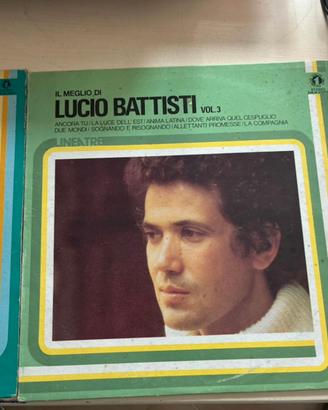 IL MEGLIO DI
LUCIO BATTISTI VOL. 3
ANCORA TU/LA LUCE DELL'EST/ANIMA LATINA/DOVE ARRIVA QUEL CESPUGLIO
DUE MONDI/SOGNANDO E RISOGNANDO/ALLETTANTI PROMESSE/LA COMPAGNIA
LINEATRE